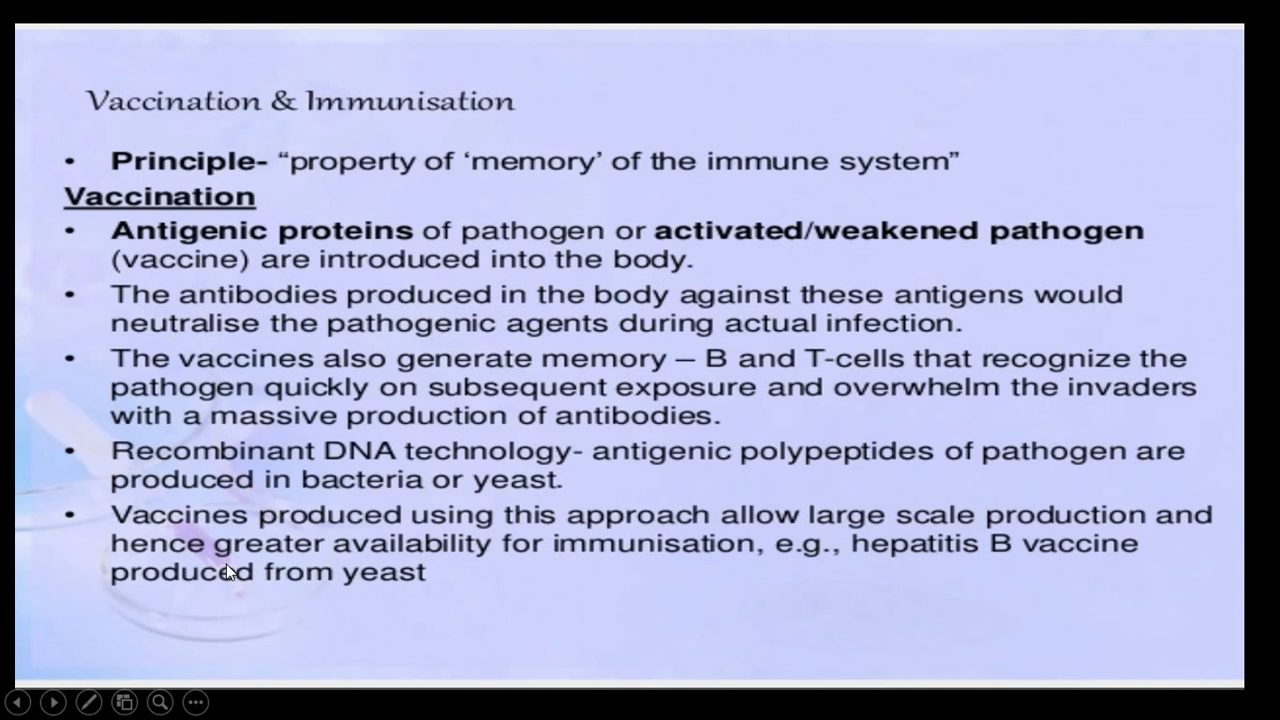 Vaccination & Immunisation
• Principle- “property of ‘memory’ of the immune system”
Vaccination
• Antigenic proteins of pathogen or activated/weakened pathogen
(vaccine) are introduced into the body.
• The antibodies produced in the body against these antigens would
neutralise the pathogenic agents during actual infection.
• The vaccines also generate memory – B and T-cells that recognize the
pathogen quickly on subsequent exposure and overwhelm the invaders
with a massive production of antibodies.
• Recombinant DNA technology- antigenic polypeptides of pathogen are
produced in bacteria or yeast.
• Vaccines produced using this approach allow large scale production and
hence greater availability for immunisation, e.g., hepatitis B vaccine
produced from yeast